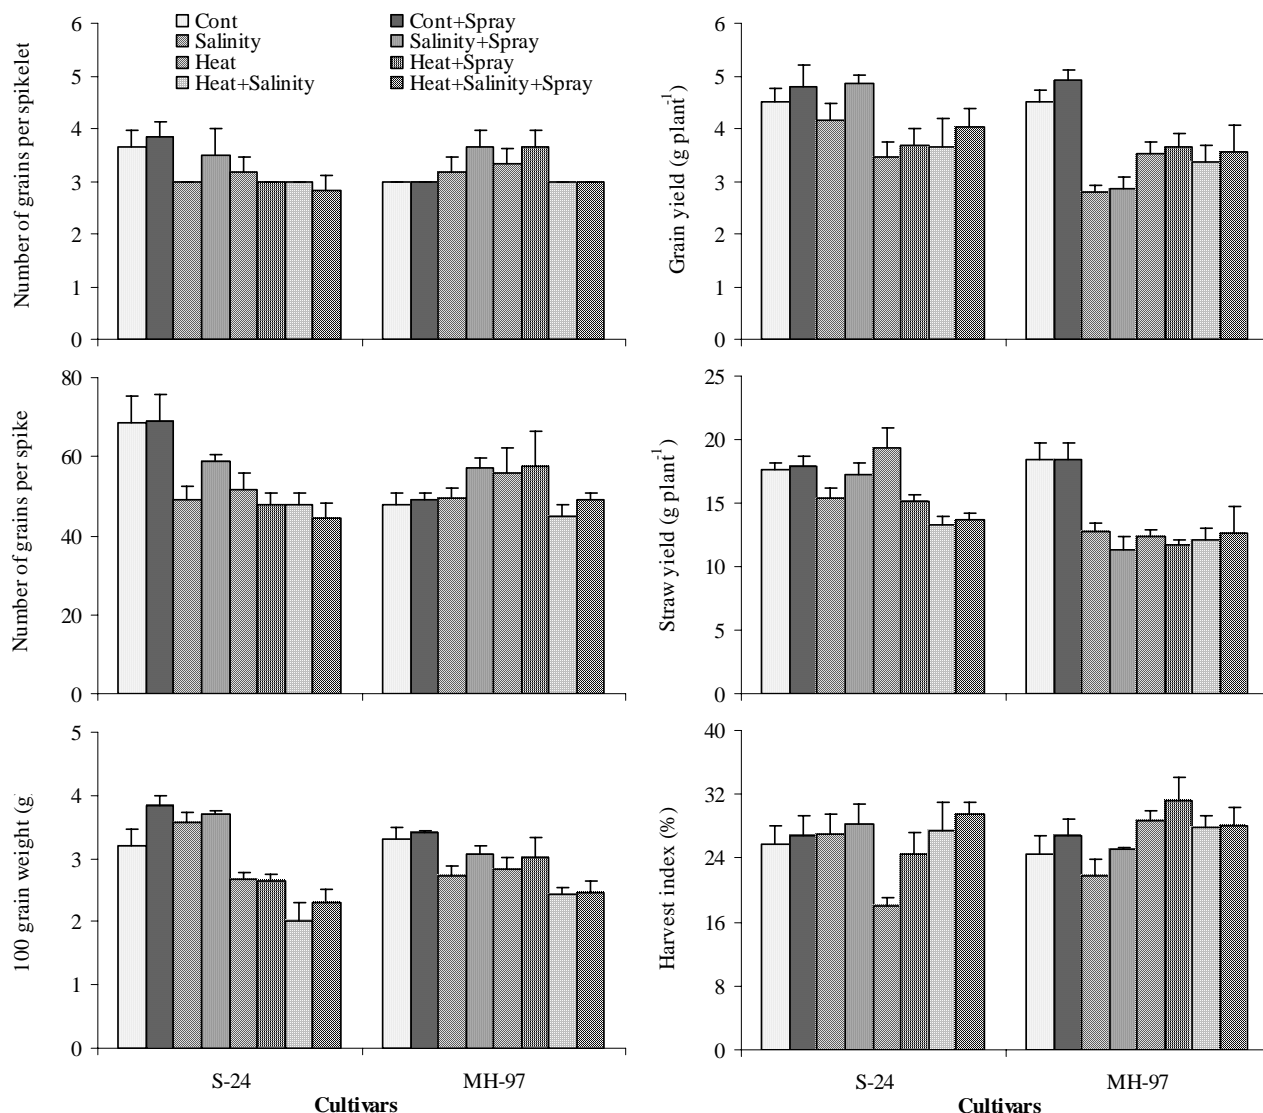 Cont
Cont+Spray
Salinity
Salinity+Spray
Heat
Heat+Spray
Heat+Salinity
Heat+Salinity+Spray
Number of grains per spikelet
6
5
4
3
2
1
0
Grain yield (g plant-1)
6
5
4
3
2
1
0
Number of grains per spike
80
60
40
20
0
Straw yield (g plant-1)
25
20
15
10
5
0
100 grain weight (g
5
4
3
2
1
0
S-24
MH-97
Cultivars
Harvest index (%)
40
32
24
16
8
0
S-24
MH-97
Cultivars